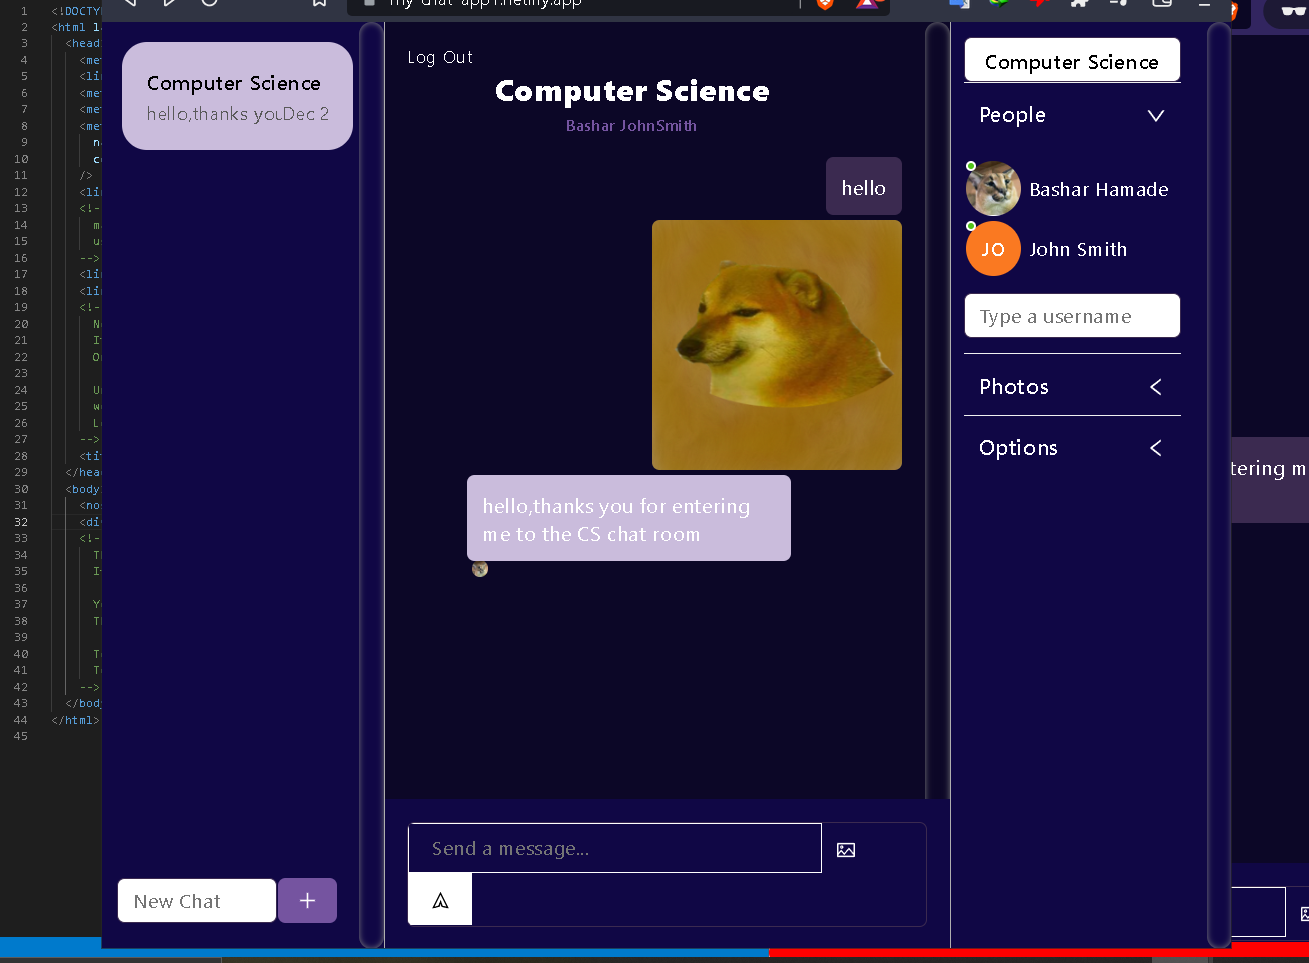 my-chat-app1.netlify.app
1 <!DOCTY
2 <html l
3 <head
4 <me
5 <li
6 <me
7 <me
8 <me
9 n
10 c
11 />
12 <li
13 <!-
14 m
15 u
16 -->
17 <li
18 <li
19 <!-
20 N
21 I
22 O
23
24 U
25 w
26 L
27 -->
28 <ti
29 </hea
30 <body
31 <no
32 <di
33 <!-
34 T
35 I
36
37 Y
38 T
39
40 T
41 T
42 -->
43 </bod
44 </html>
45
Computer Science
hello,thanks youDec 2
New Chat
+
Log Out
Computer Science
Bashar JohnSmith
hello
hello,thanks you for entering
me to the CS chat room
Send a message...
Computer Science
People
Bashar Hamade
JO
John Smith
Type a username
Photos
Options
tering m